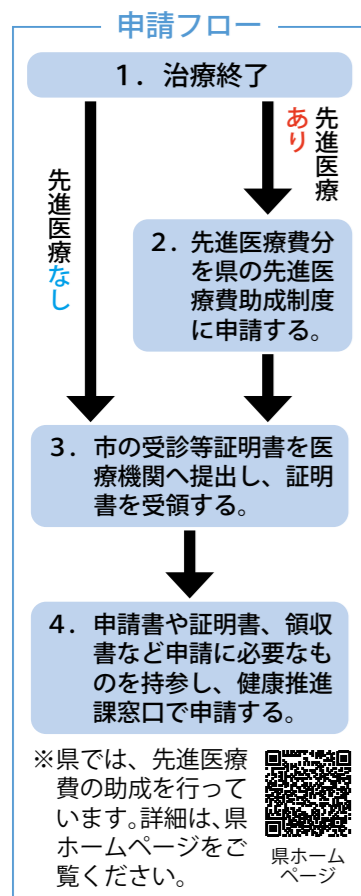 申請フロー
1．治療終了
先進医療あり
先進医療なし
2．先進医療費分
を県の先進医
療費助成制度
に申請する。
3．市の受診等証明書を医
療機関へ提出し、証明
書を受領する。
4．申請書や証明書、領収
書など申請に必要なも
のを持参し、健康推進
課窓口で申請する。
※県では、先進医療
費の助成を行って
います。詳細は、県
ホームページをご
覧ください。
県ホーム
ページ